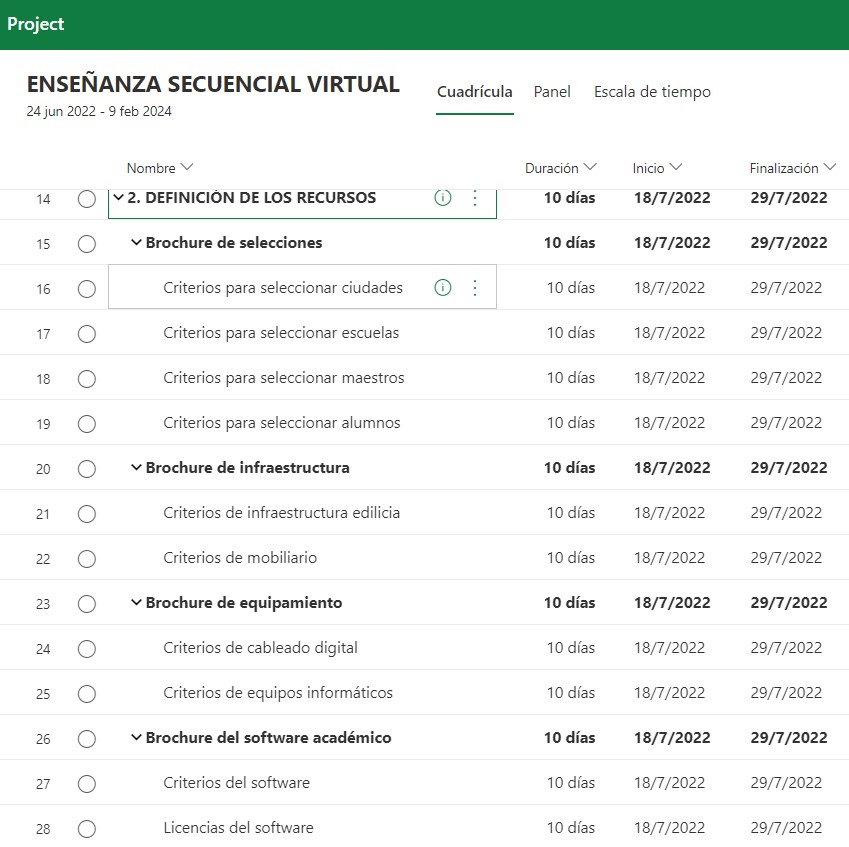 Project
ENSEÑANZA SECUENCIAL VIRTUAL
24 jun 2022 - 9 feb 2024
Cuadrícula Panel Escala de tiempo
Nombre Duración Inicio Finalización
14 2. DEFINICIÓN DE LOS RECURSOS 10 días 18/7/2022 29/7/2022
15 Brochure de selecciones 10 días 18/7/2022 29/7/2022
16 Criterios para seleccionar ciudades 10 días 18/7/2022 29/7/2022
17 Criterios para seleccionar escuelas 10 días 18/7/2022 29/7/2022
18 Criterios para seleccionar maestros 10 días 18/7/2022 29/7/2022
19 Criterios para seleccionar alumnos 10 días 18/7/2022 29/7/2022
20 Brochure de infraestructura 10 días 18/7/2022 29/7/2022
21 Criterios de infraestructura edilicia 10 días 18/7/2022 29/7/2022
22 Criterios de mobiliario 10 días 18/7/2022 29/7/2022
23 Brochure de equipamiento 10 días 18/7/2022 29/7/2022
24 Criterios de cableado digital 10 días 18/7/2022 29/7/2022
25 Criterios de equipos informáticos 10 días 18/7/2022 29/7/2022
26 Brochure del software académico 10 días 18/7/2022 29/7/2022
27 Criterios del software 10 días 18/7/2022 29/7/2022
28 Licencias del software 10 días 18/7/2022 29/7/2022